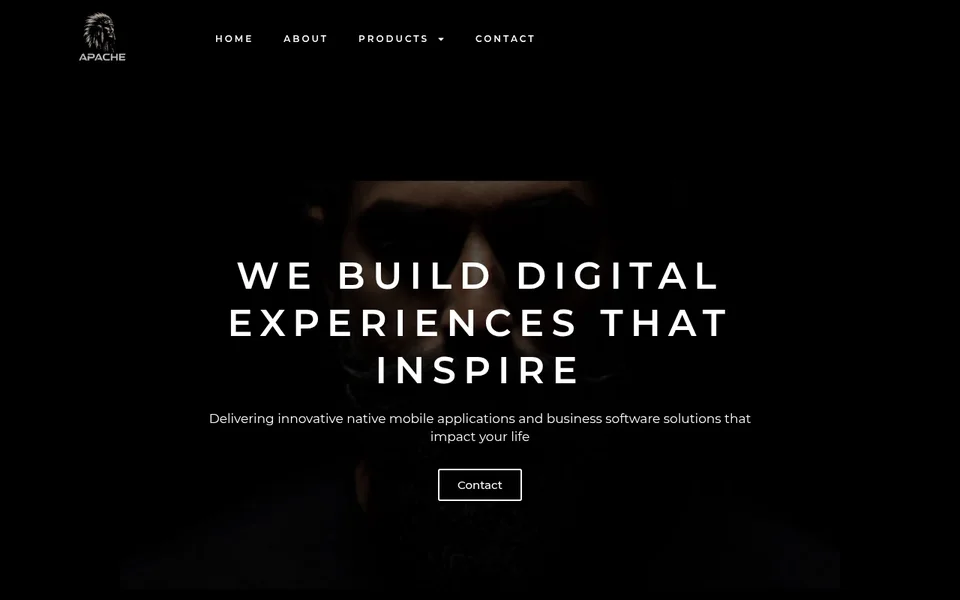 APACHE
HOME
ABOUT
PRODUCTS
CONTACT
WE BUILD DIGITAL
EXPERIENCES THAT
INSPIRE
Delivering innovative native mobile applications and business software solutions that
impact your life
Contact